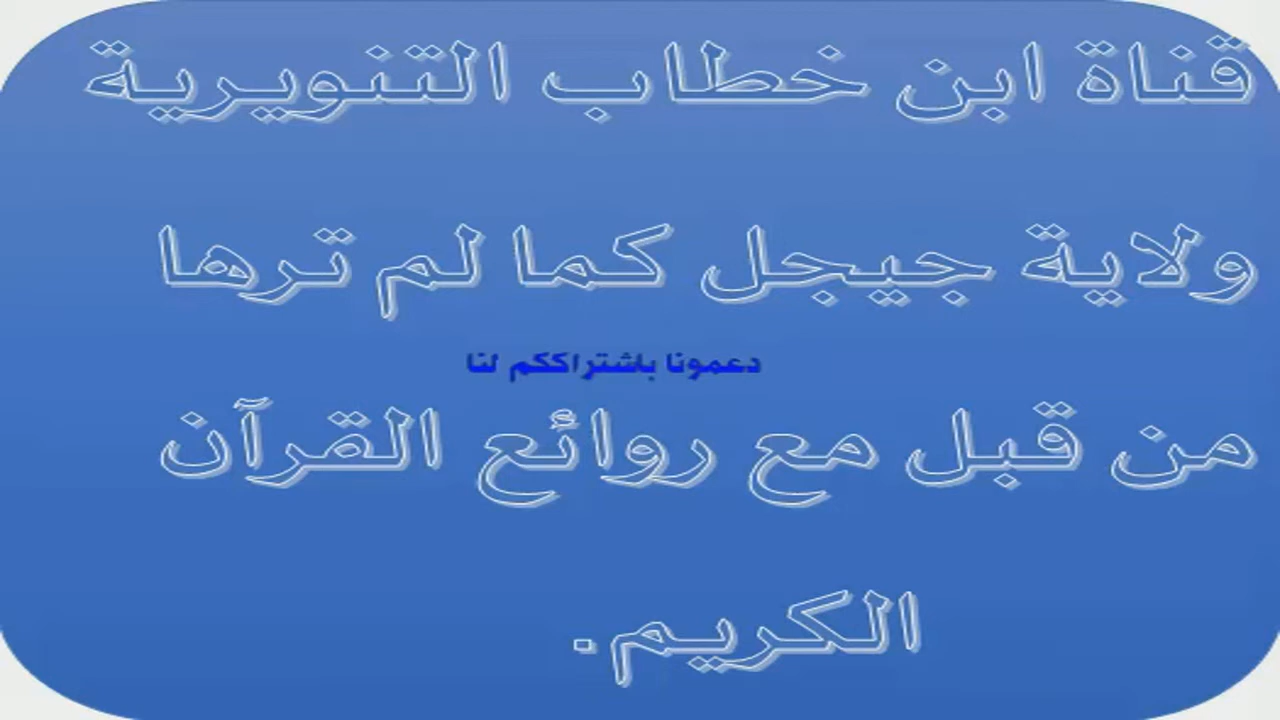 قناة ابن خطاب التنويرية
ولاية جيجل كما لم ترها
دعمونا باشتراككم لنا
من قبل مع روائع القرآن
الكريم.